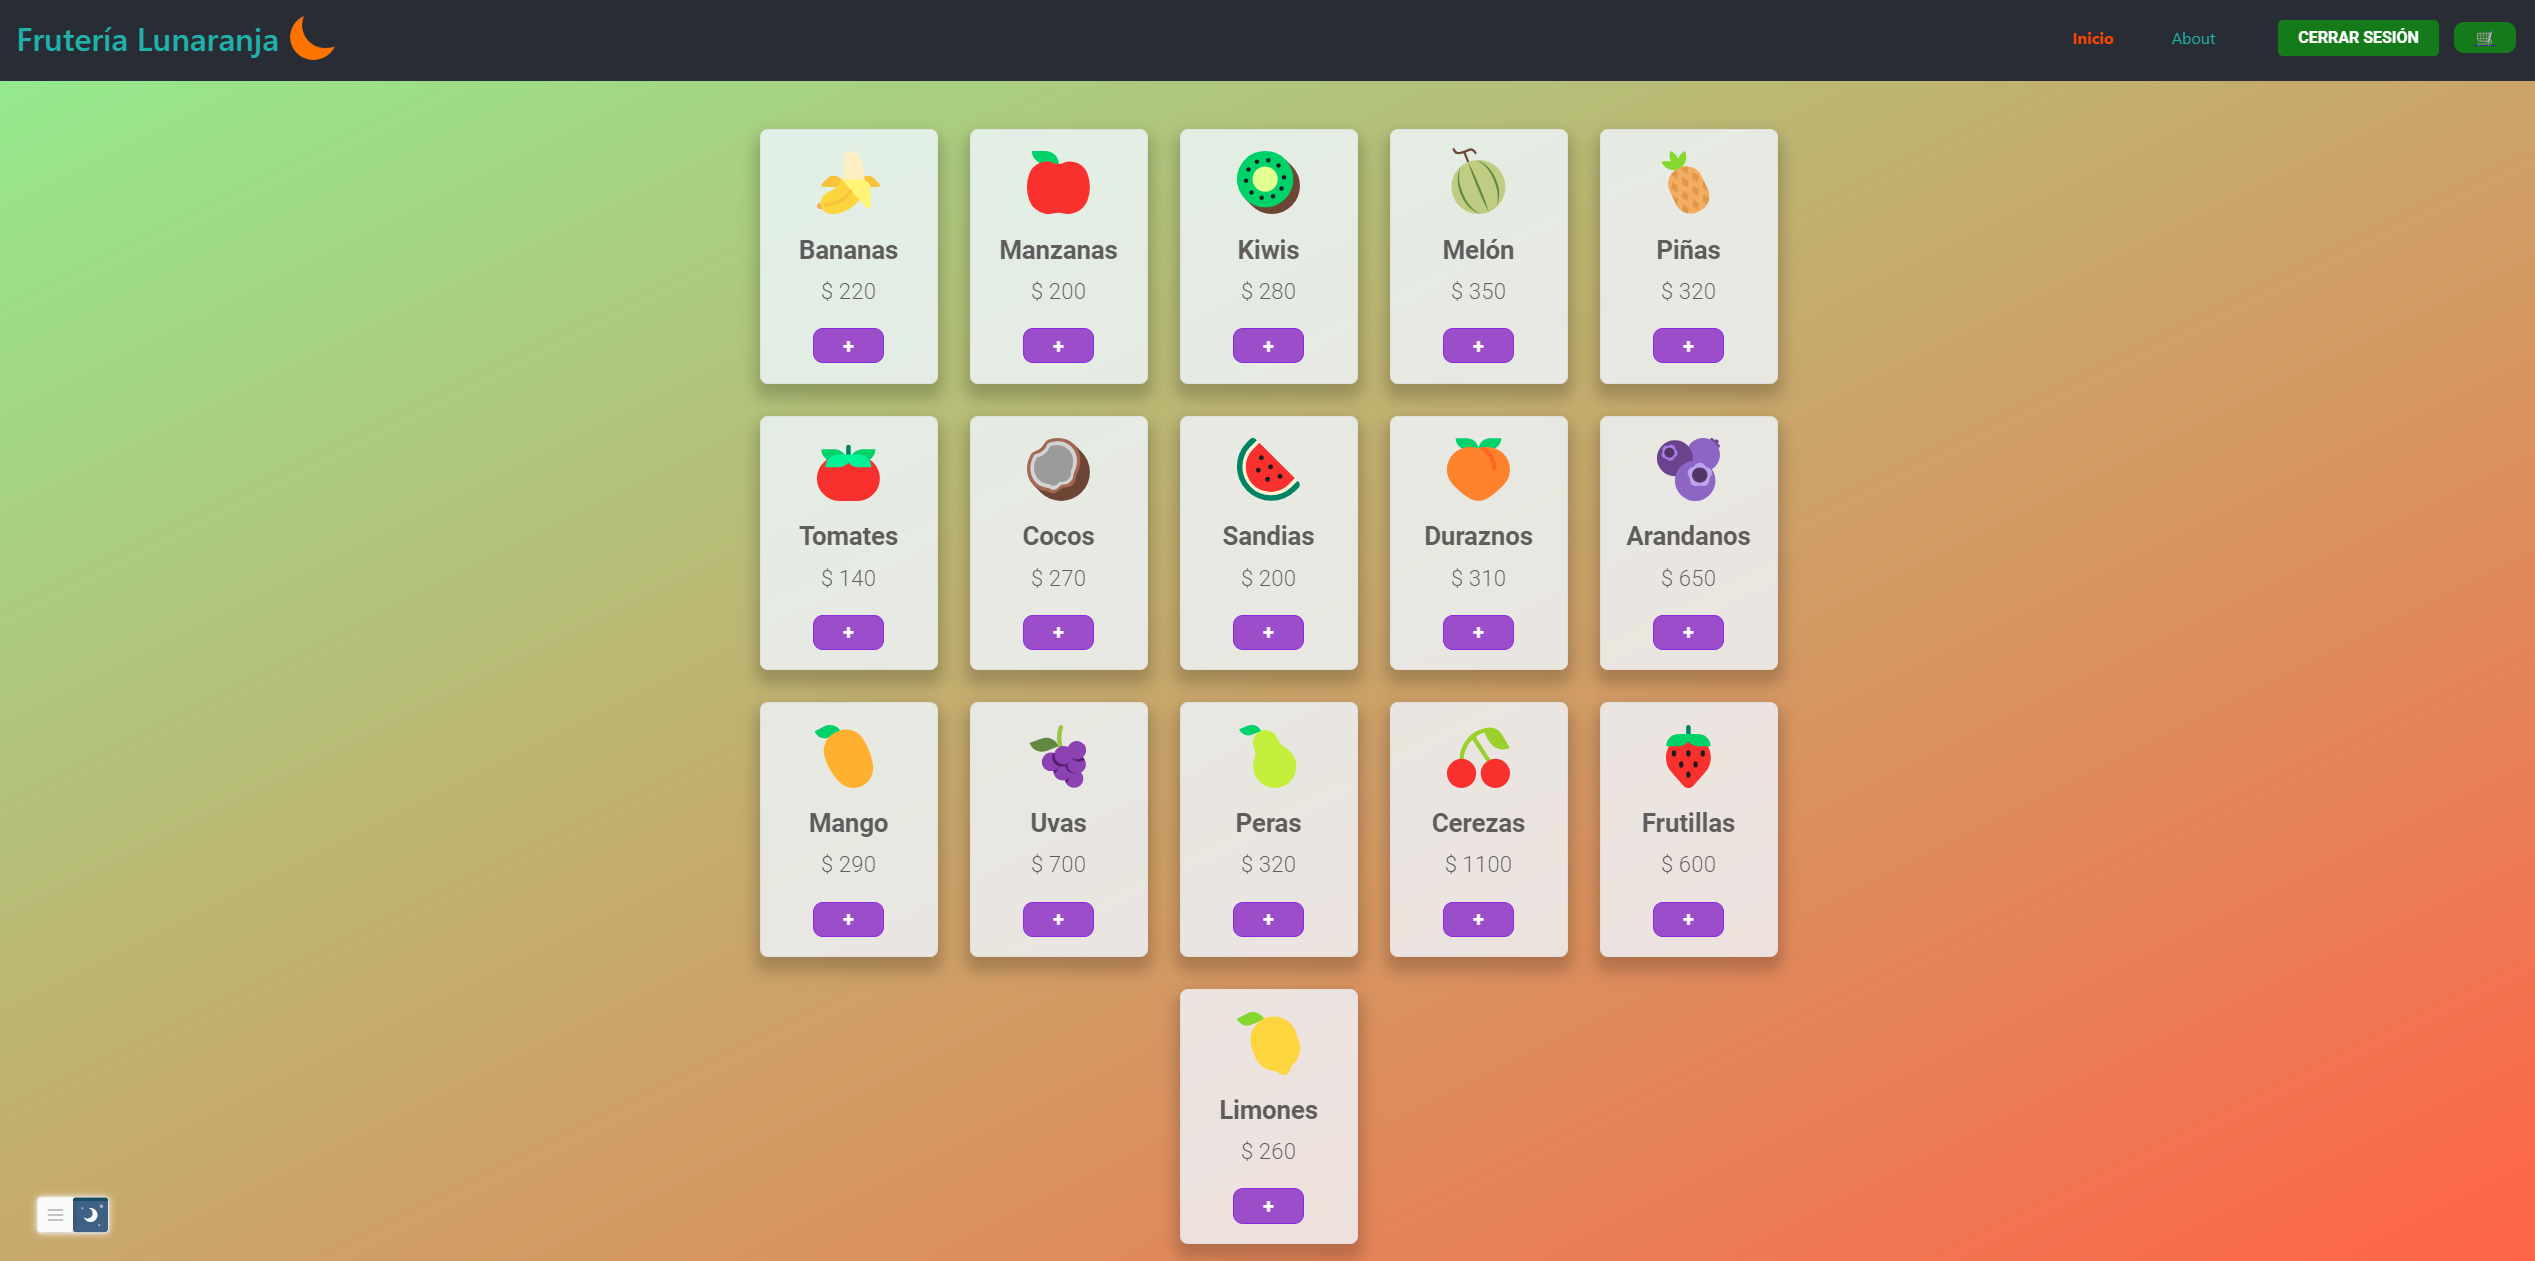 Frutería Lunaranja
Inicio
About
CERRAR SESIÓN
Bananas
$ 220
+
Manzanas
$ 200
+
Kiwis
$ 280
+
Melón
$ 350
+
Piñas
$ 320
+
Tomates
$ 140
+
Cocos
$ 270
+
Sandias
$ 200
+
Duraznos
$ 310
+
Arandanos
$ 650
+
Mango
$ 290
+
Uvas
$ 700
+
Peras
$ 320
+
Cerezas
$ 1100
+
Frutillas
$ 600
+
Limones
$ 260
+